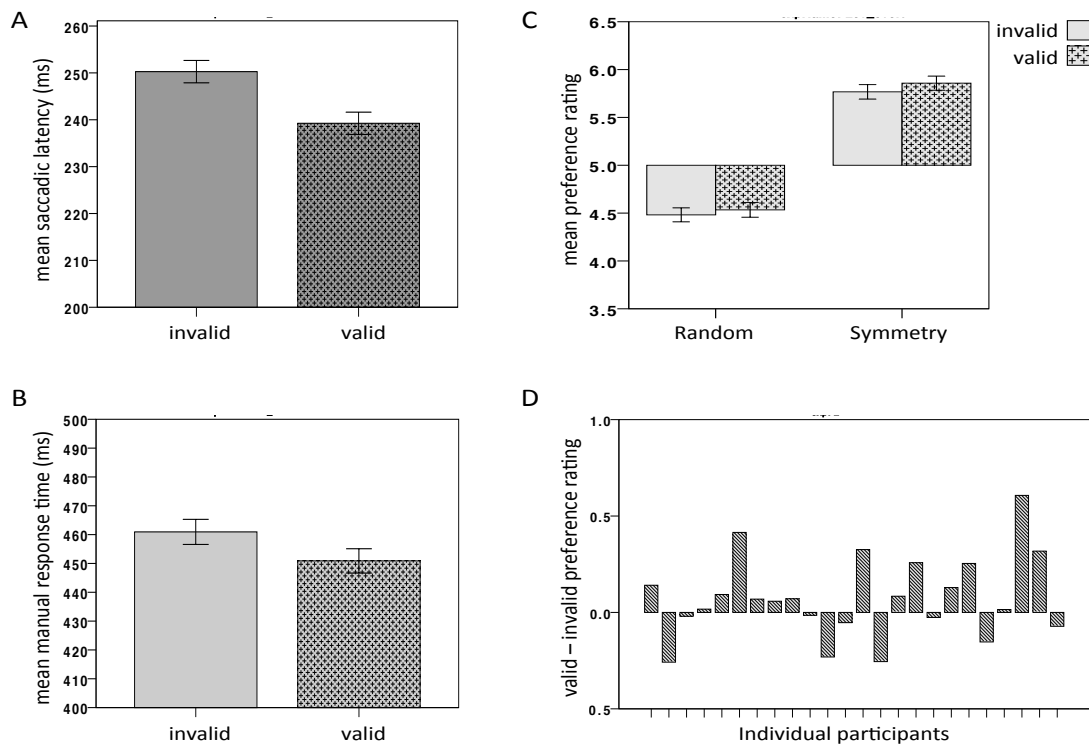 A
mean saccadic latency (ms)
260
250
240
230
220
210
200
invalid
valid
C
mean preference rating
6.5
6.0
5.5
5.0
4.5
4.0
3.5
Random
Symmetry
invalid
valid
B
mean manual response time (ms)
500
490
480
470
460
450
440
430
420
410
400
invalid
valid
D
valid – invalid preference rating
1.0
0.5
0.0
0.5
Individual participants